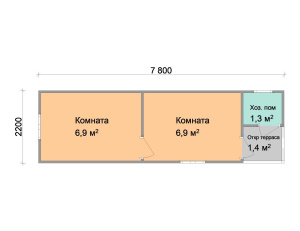 7 800
2200
Комната
6,9 м²
Комната
6,9 м²
Хоз. пом
1,3 м²
Откр терраса
1,4 м²